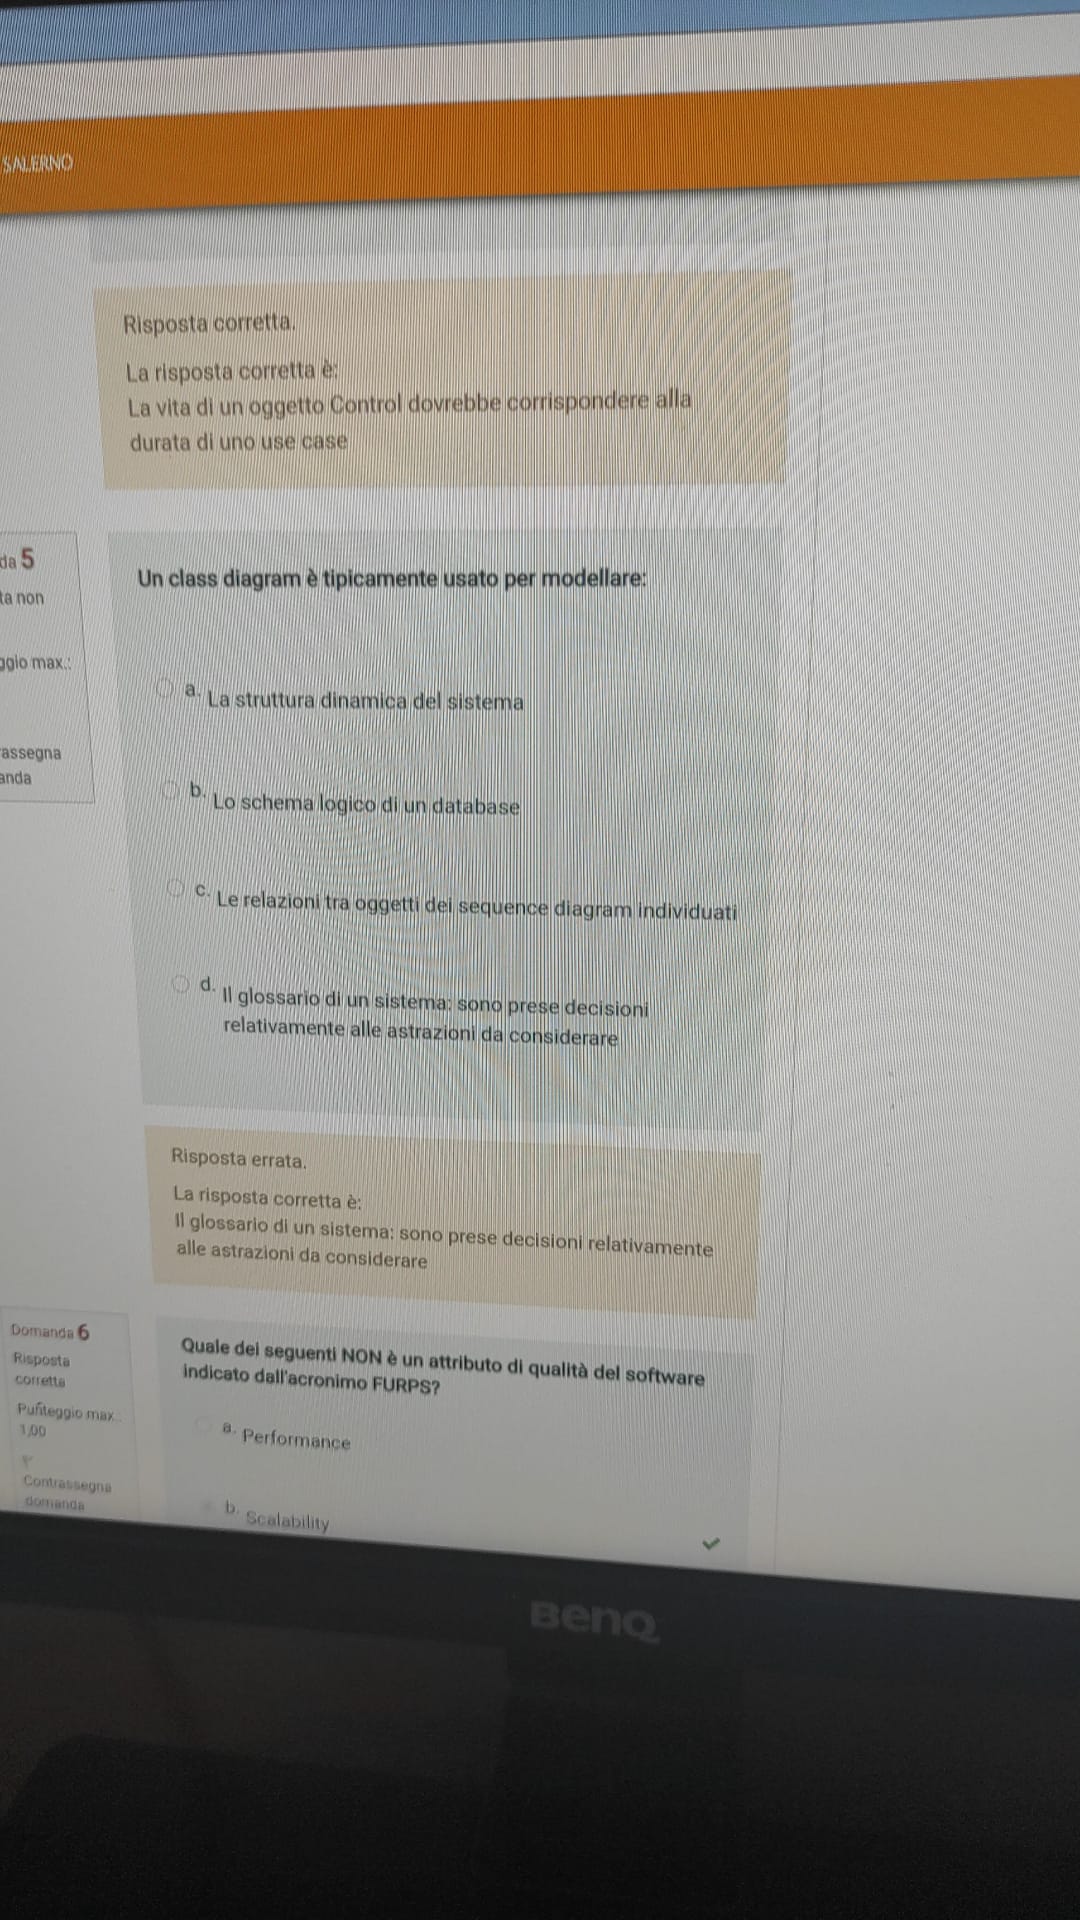 SALERNO
Risposta corretta.
La risposta corretta è:
La vita di un oggetto Control dovrebbe corrispondere alla
durata di uno use case
da 5
ta non
ggio max.:
assegna
anda
Un class diagram è tipicamente usato per modellare:
a. La struttura dinamica del sistema
b. Lo schema logico di un database
c. Le relazioni tra oggetti dei sequence diagram individuati
d. Il glossario di un sistema: sono prese decisioni
relativamente alle astrazioni da considerare
Risposta errata.
La risposta corretta è:
Il glossario di un sistema: sono prese decisioni relativamente
alle astrazioni da considerare
Domanda 6
Risposta
corretta
Punteggio max.:
1,00
Contrassegna
domanda
Quale dei seguenti NON è un attributo di qualità del software
indicato dall'acronimo FURPS?
a. Performance
b. Scalability
BenQ